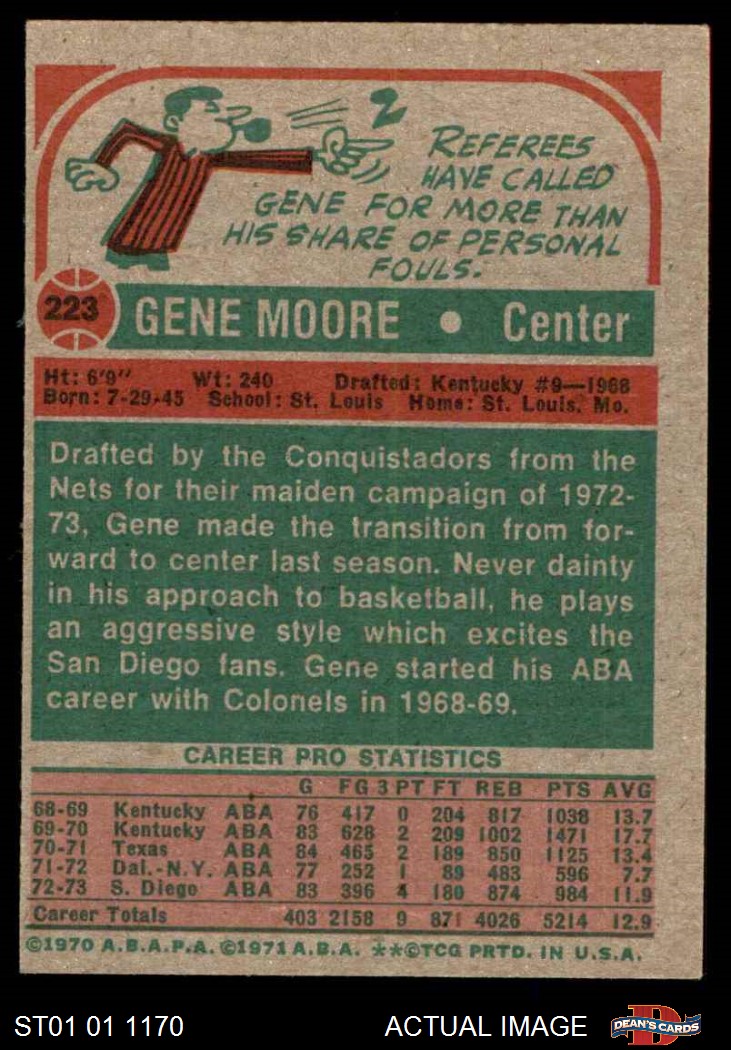 2
REFEREES
HAVE CALLED
GENE FOR MORE THAN
HIS SHARE OF PERSONAL
FOULS.
223 GENE MOORE • Center
Ht: 6'9" Wt: 240 Drafted: Kentucky #9—1968
Born: 7-29-45 School: St. Louis Home: St. Louis, Mo.
Drafted by the Conquistadors from the
Nets for their maiden campaign of 1972-
73, Gene made the transition from for-
ward to center last season. Never dainty
in his approach to basketball, he plays
an aggressive style which excites the
San Diego fans. Gene started his ABA
career with Colonels in 1968-69.
CAREER PRO STATISTICS
G FG 3PT FT REB PTS AVG
68-69 Kentucky ABA 76 417 0 204 817 1038 13.7
69-70 Kentucky ABA 83 628 2 209 1002 1471 17.7
70-71 Texas ABA 84 465 2 189 850 1125 13.4
71-72 Dal.-N.Y. ABA 77 252 1 89 483 596 7.7
72-73 S. Diego ABA 83 396 4 180 874 984 11.9
Career Totals 403 2158 9 871 4026 5214 12.9
©1970 A.B.A.P.A. ©1971 A.B.A. **©TCG PRTD. IN U.S.A.
ST01 01 1170 ACTUAL IMAGE D DEAN'S CARDS